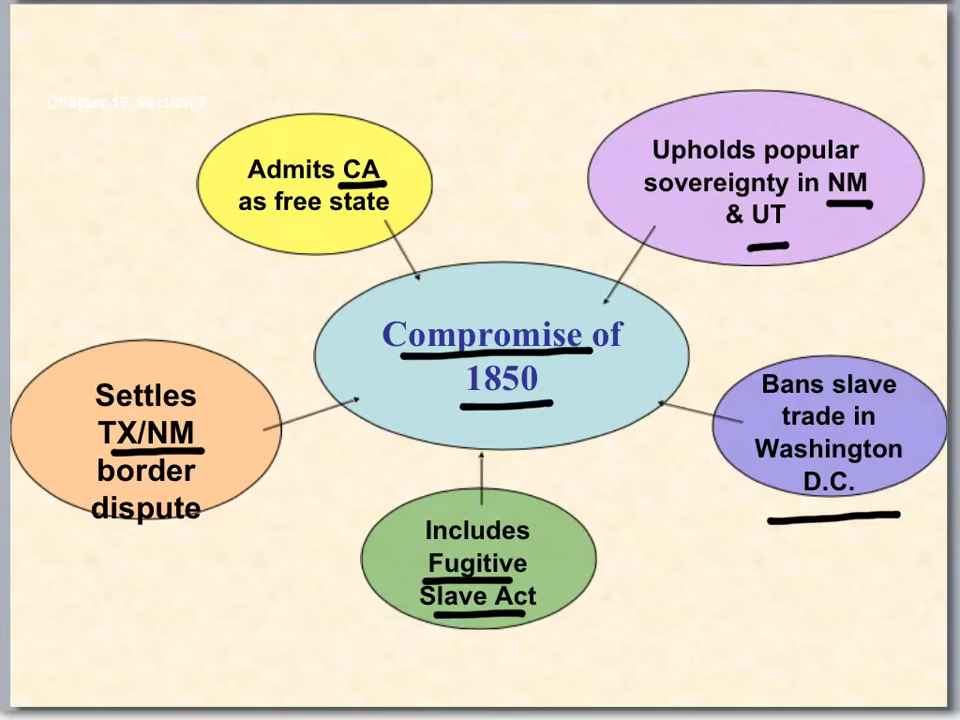 Chapter 16, Section 2
Admits CA
as free state
Upholds popular
sovereignty in NM
& UT
Compromise of
1850
Settles
TX/NM
border
dispute
Bans slave
trade in
Washington
D.C.
Includes
Fugitive
Slave Act